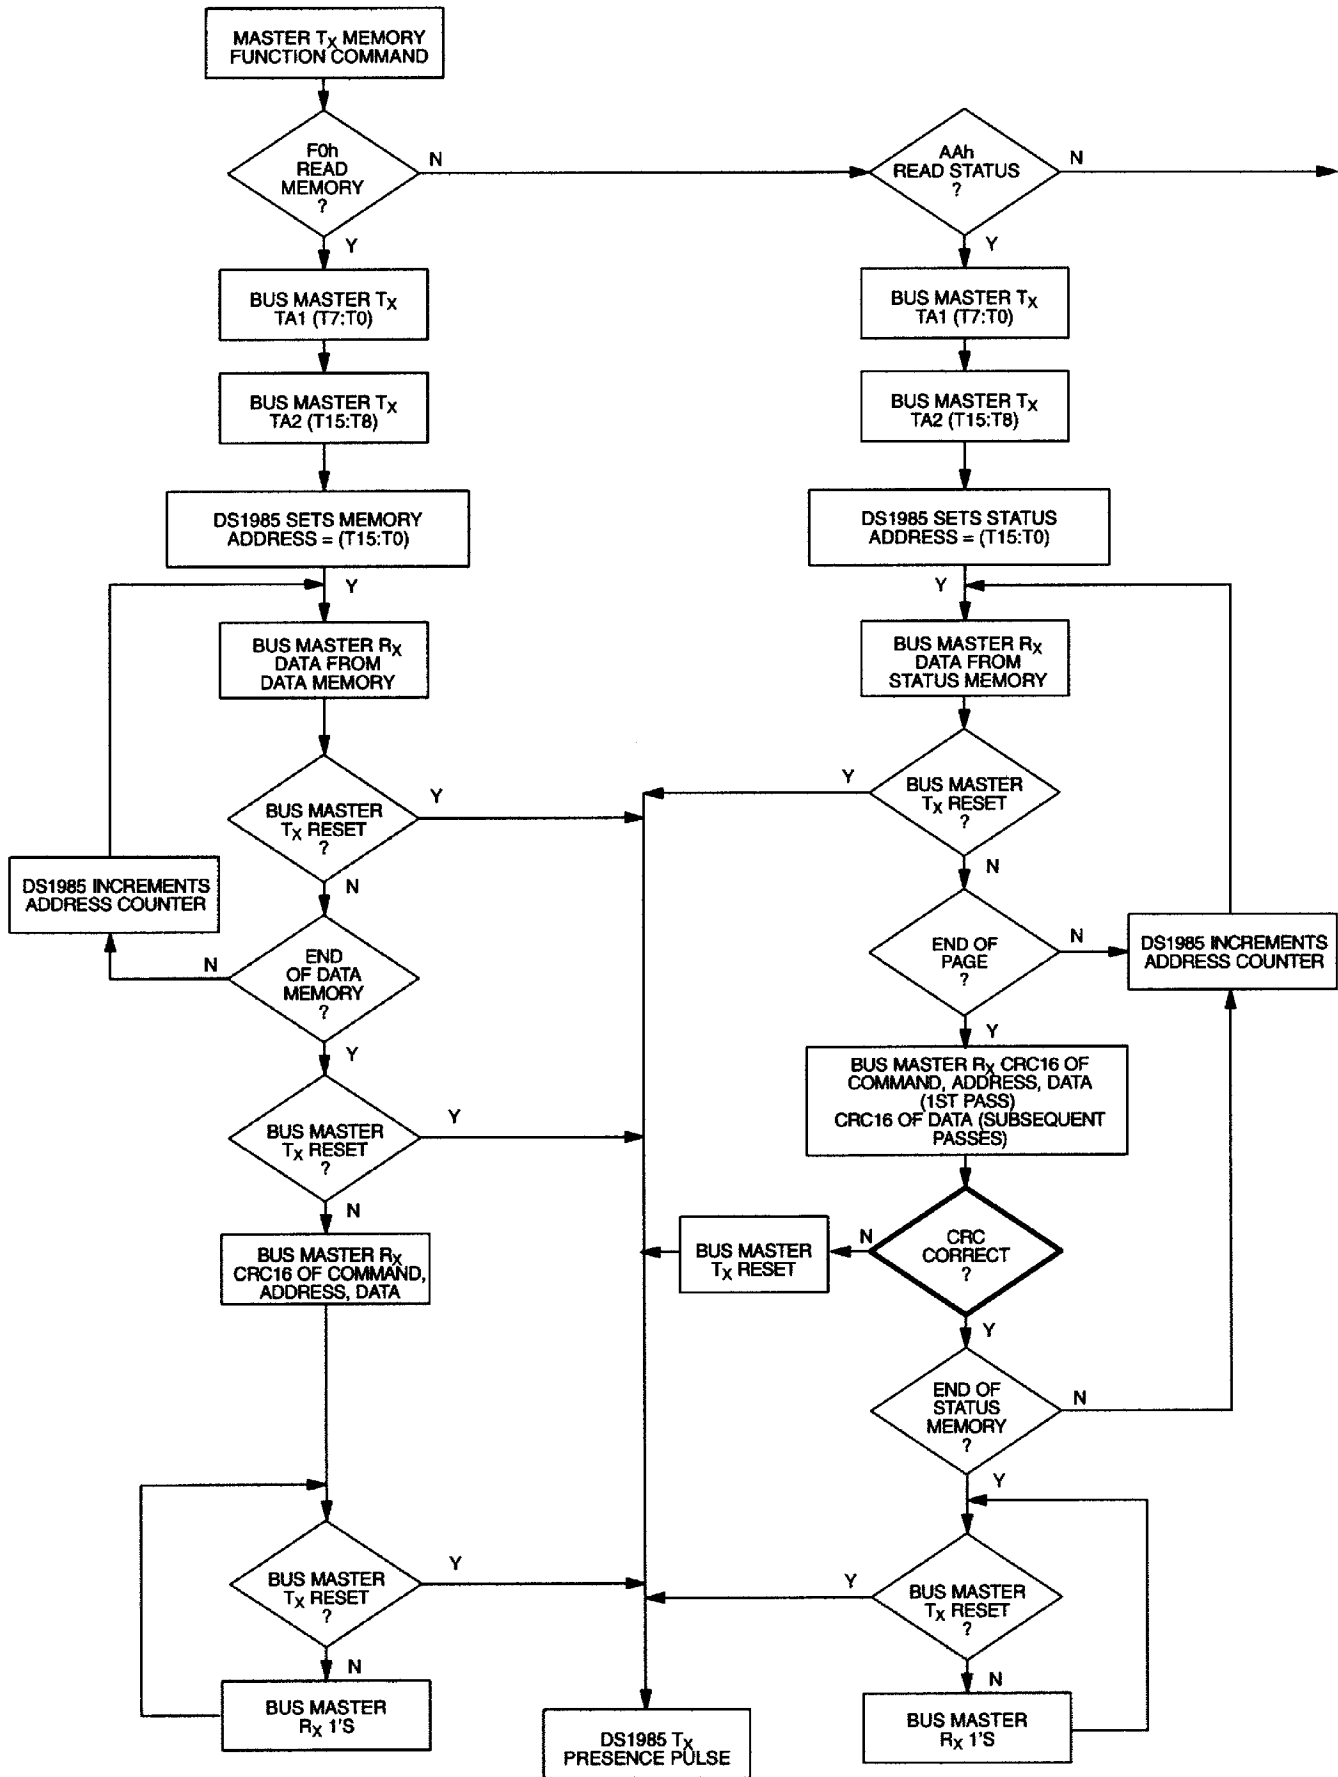 MASTER TX MEMORY
FUNCTION COMMAND
F0h
READ
MEMORY
?
N
Y
BUS MASTER TX
TA1 (T7:T0)
BUS MASTER TX
TA2 (T15:T8)
DS1985 SETS MEMORY
ADDRESS = (T15:T0)
Y
BUS MASTER RX
DATA FROM
DATA MEMORY
BUS MASTER
TX RESET
?
Y
N
DS1985 INCREMENTS
ADDRESS COUNTER
END
OF DATA
MEMORY
?
N
Y
BUS MASTER
TX RESET
?
Y
N
BUS MASTER RX
CRC16 OF COMMAND,
ADDRESS, DATA
BUS MASTER
TX RESET
?
Y
N
BUS MASTER
RX 1'S
AAh
READ STATUS
?
N
Y
BUS MASTER TX
TA1 (T7:T0)
BUS MASTER TX
TA2 (T15:T8)
DS1985 SETS STATUS
ADDRESS = (T15:T0)
Y
BUS MASTER RX
DATA FROM
STATUS MEMORY
BUS MASTER
TX RESET
?
Y
N
END OF
PAGE
?
N
DS1985 INCREMENTS
ADDRESS COUNTER
Y
BUS MASTER RX CRC16 OF
COMMAND, ADDRESS, DATA
(1ST PASS)
CRC16 OF DATA (SUBSEQUENT
PASSES)
CRC
CORRECT
?
N
BUS MASTER
TX RESET
Y
END OF
STATUS
MEMORY
?
N
Y
BUS MASTER
TX RESET
?
Y
N
BUS MASTER
RX 1'S
DS1985 TX
PRESENCE PULSE